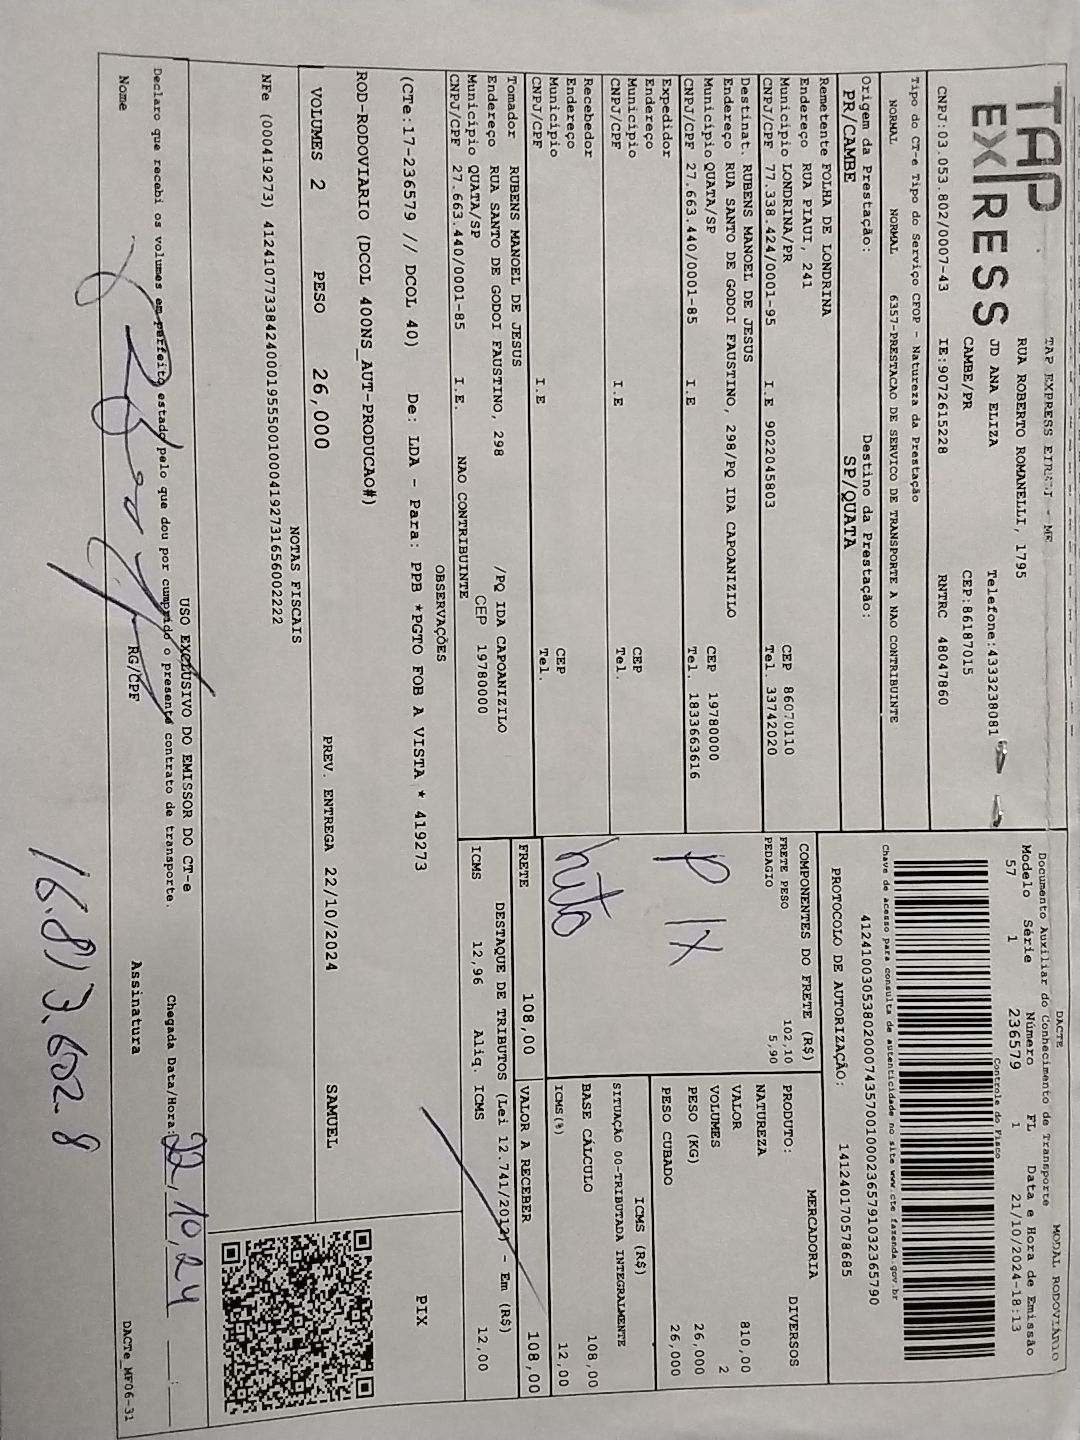 TAP EXPRESS
TAP EXPRESS EIRELI - ME
RUA ROBERTO ROMANELLI, 1795
JD ANA ELIZA Telefone:4333238081
CAMBE/PR CEP:86187015
CNPJ:03.053.802/0007-43 IE:9072615228 RNTRC 48047860
DACTE MODAL RODOVIÁRIO
Documento Auxiliar do Conhecimento de Transporte
Modelo Série Número FL Data e Hora de Emissão
57 1 236579 1 21/10/2024-18:13
Controle do Fisco
Chave de acesso para consulta de autenticidade no site www.cte.fazenda.gov.br
41241003053802000743570010002365791032365790
PROTOCOLO DE AUTORIZAÇÃO: 141240170578685
Tipo do CT-e Tipo do Serviço CFOP - Natureza da Prestação
NORMAL NORMAL 6357-PRESTACAO DE SERVICO DE TRANSPORTE A NAO CONTRIBUINTE
Origem da Prestação: Destino da Prestação:
PR/CAMBE SP/QUATA
Remetente FOLHA DE LONDRINA
Endereço RUA PIAUI, 241
Município LONDRINA/PR CEP 86070110
CNPJ/CPF 77.338.424/0001-95 I.E 9022045803 Tel. 33742020
Destinat. RUBENS MANOEL DE JESUS
Endereço RUA SANTO DE GODOI FAUSTINO, 298/PQ IDA CAPOANIZILO
Município QUATA/SP CEP 19780000
CNPJ/CPF 27.663.440/0001-85 I.E Tel. 1833663616
Expedidor
Endereço
Município CEP
CNPJ/CPF I.E Tel.
Recebedor
Endereço
Município CEP
CNPJ/CPF I.E Tel.
Tomador RUBENS MANOEL DE JESUS
Endereço RUA SANTO DE GODOI FAUSTINO, 298 /PQ IDA CAPOANIZILO
Município QUATA/SP CEP 19780000
CNPJ/CPF 27.663.440/0001-85 I.E. NAO CONTRIBUINTE
COMPONENTES DO FRETE (R$)
FRETE PESO 102,10
PEDAGIO 5,90
PIX
FRETE 108,00
MERCADORIA
PRODUTO: DIVERSOS
NATUREZA
VALOR 810,00
VOLUMES 2
PESO (KG) 26,000
PESO CUBADO 26,000
ICMS (R$)
SITUAÇÃO 00-TRIBUTADA INTEGRALMENTE
BASE CÁLCULO 108,00
ICMS(%) 12,00
VALOR A RECEBER 108,00
DESTAQUE DE TRIBUTOS (Lei 12.741/2012) - Em (R$)
ICMS 12,96 Aliq. ICMS 12,00
OBSERVAÇÕES
(CTe:17-236579 // DCOL 40) De: LDA - Para: PPB *PGTO FOB A VISTA * 419273
PIX
ROD-RODOVIARIO (DCOL 400NS_AUT-PRODUCAO#)
VOLUMES 2 PESO 26,000 PREV. ENTREGA 22/10/2024 SAMUEL
NOTAS FISCAIS
NFe (000419273) 41241077338424000195550010004192731656002222
USO EXCLUSIVO DO EMISSOR DO CT-e
Declaro que recebi os volumes em perfeito estado pelo que dou por cumprido o presente contrato de transporte. Chegada Data/Hora: 22,10,24
Nome RG/CPF Assinatura
DACTe_MF06-31
16.813.602.8